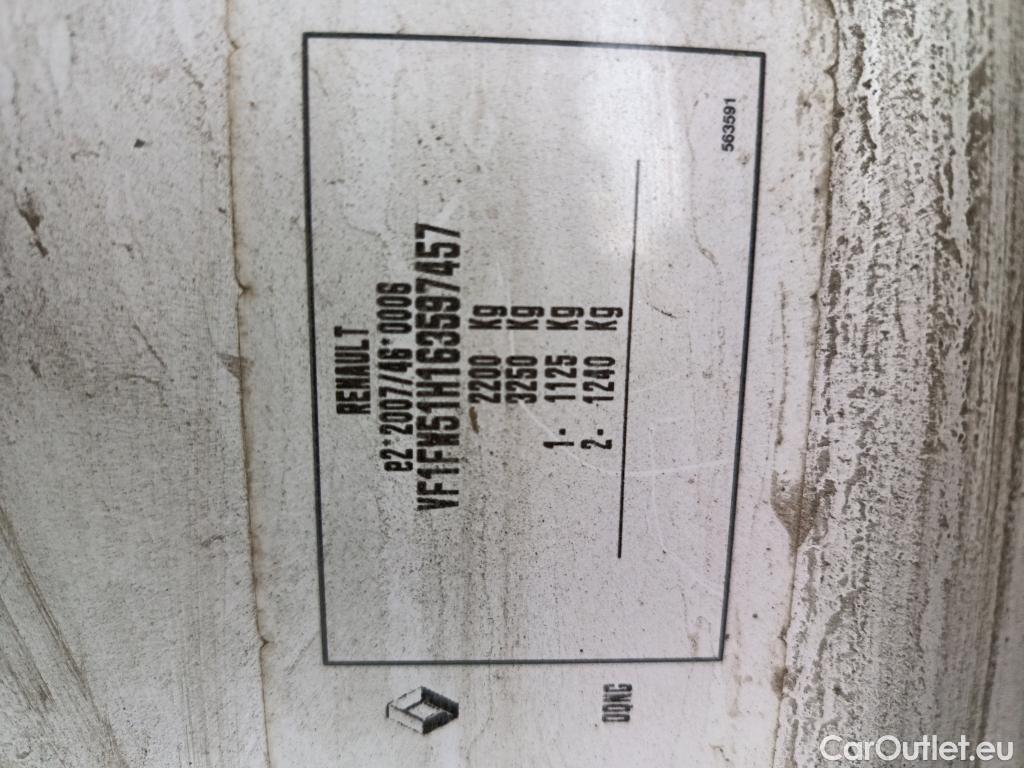 RENAULT
e2*2007/46*0006
VF1FW51H163597457
2200 Kg
3250 Kg
1- 1125 Kg
2- 1240 Kg
563591
DQNG
CarOutlet.eu